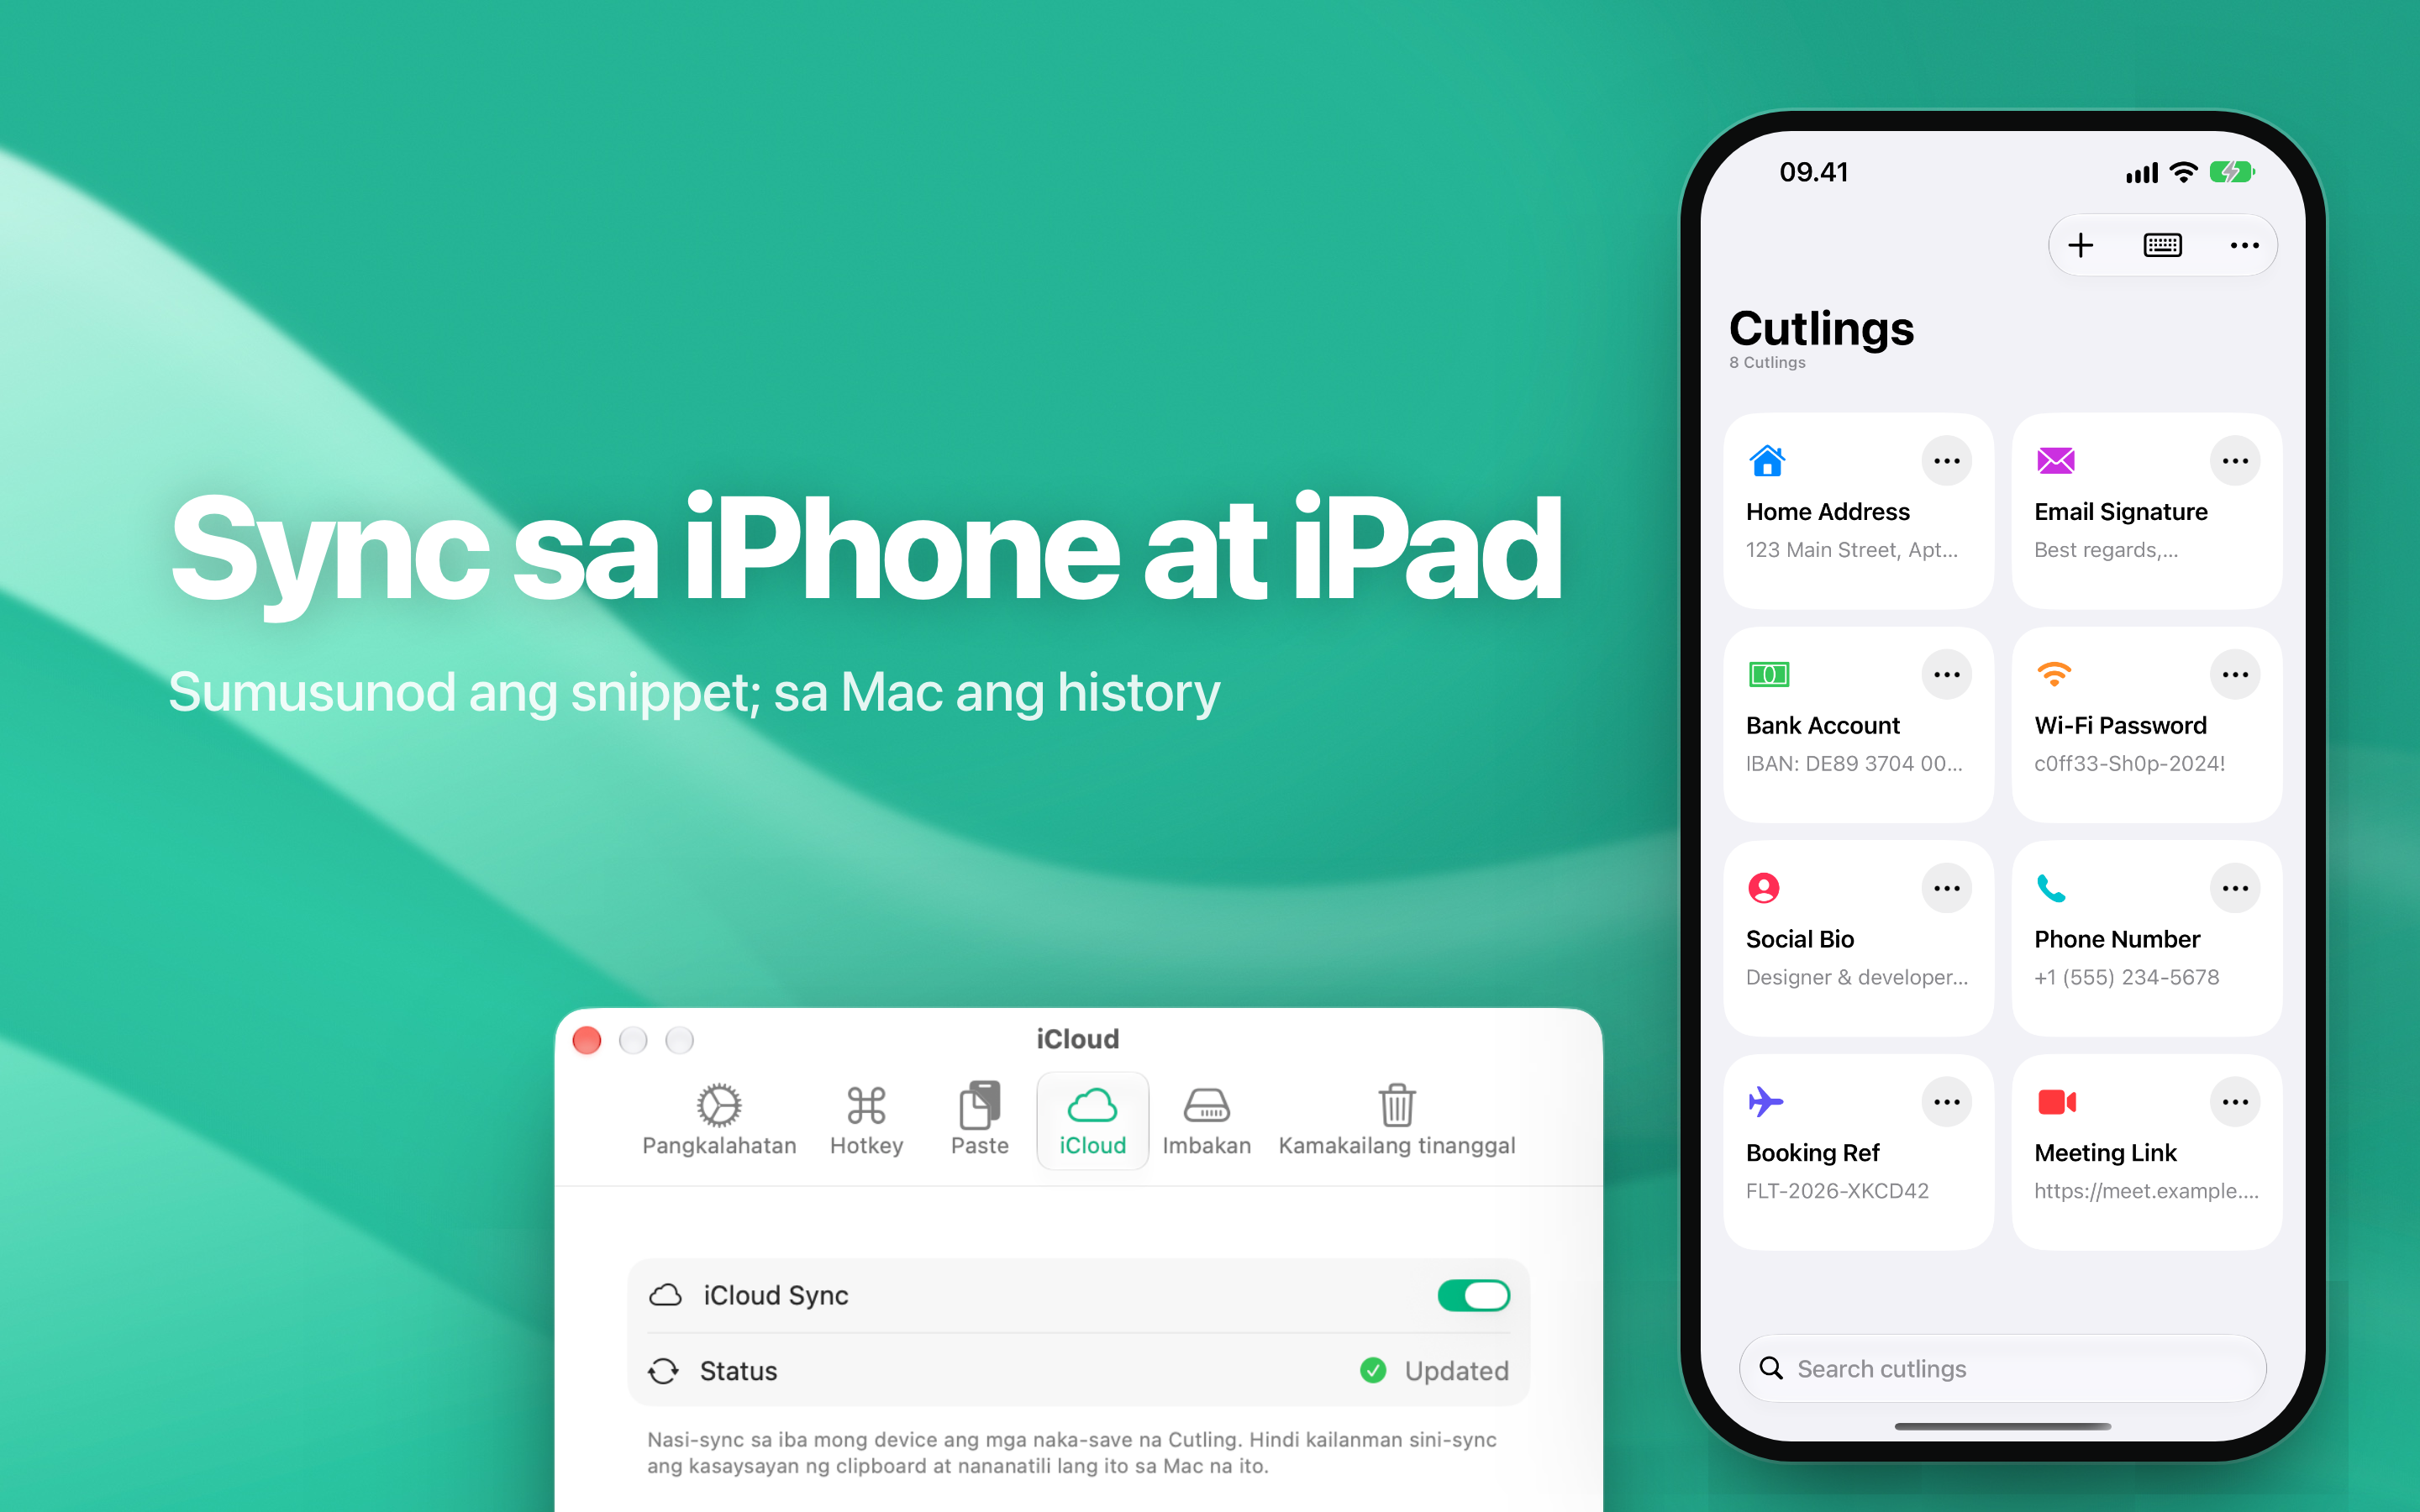 Sync sa iPhone at iPad
Sumusunod ang snippet; sa Mac ang history
09.41
Cutlings
8 Cutlings
Home Address
123 Main Street, Apt...
Email Signature
Best regards,...
Bank Account
IBAN: DE89 3704 00...
Wi-Fi Password
c0ff33-Sh0p-2024!
Social Bio
Designer & developer...
Phone Number
+1 (555) 234-5678
Booking Ref
FLT-2026-XKCD42
Meeting Link
https://meet.example....
Search cutlings
iCloud
Pangkalahatan
Hotkey
Paste
iCloud
Imbakan
Kamakailang tinanggal
iCloud Sync
Status
Updated
Nasi-sync sa iba mong device ang mga naka-save na Cutling. Hindi kailanman sini-sync
ang kasaysayan ng clipboard at nananatili lang ito sa Mac na ito.